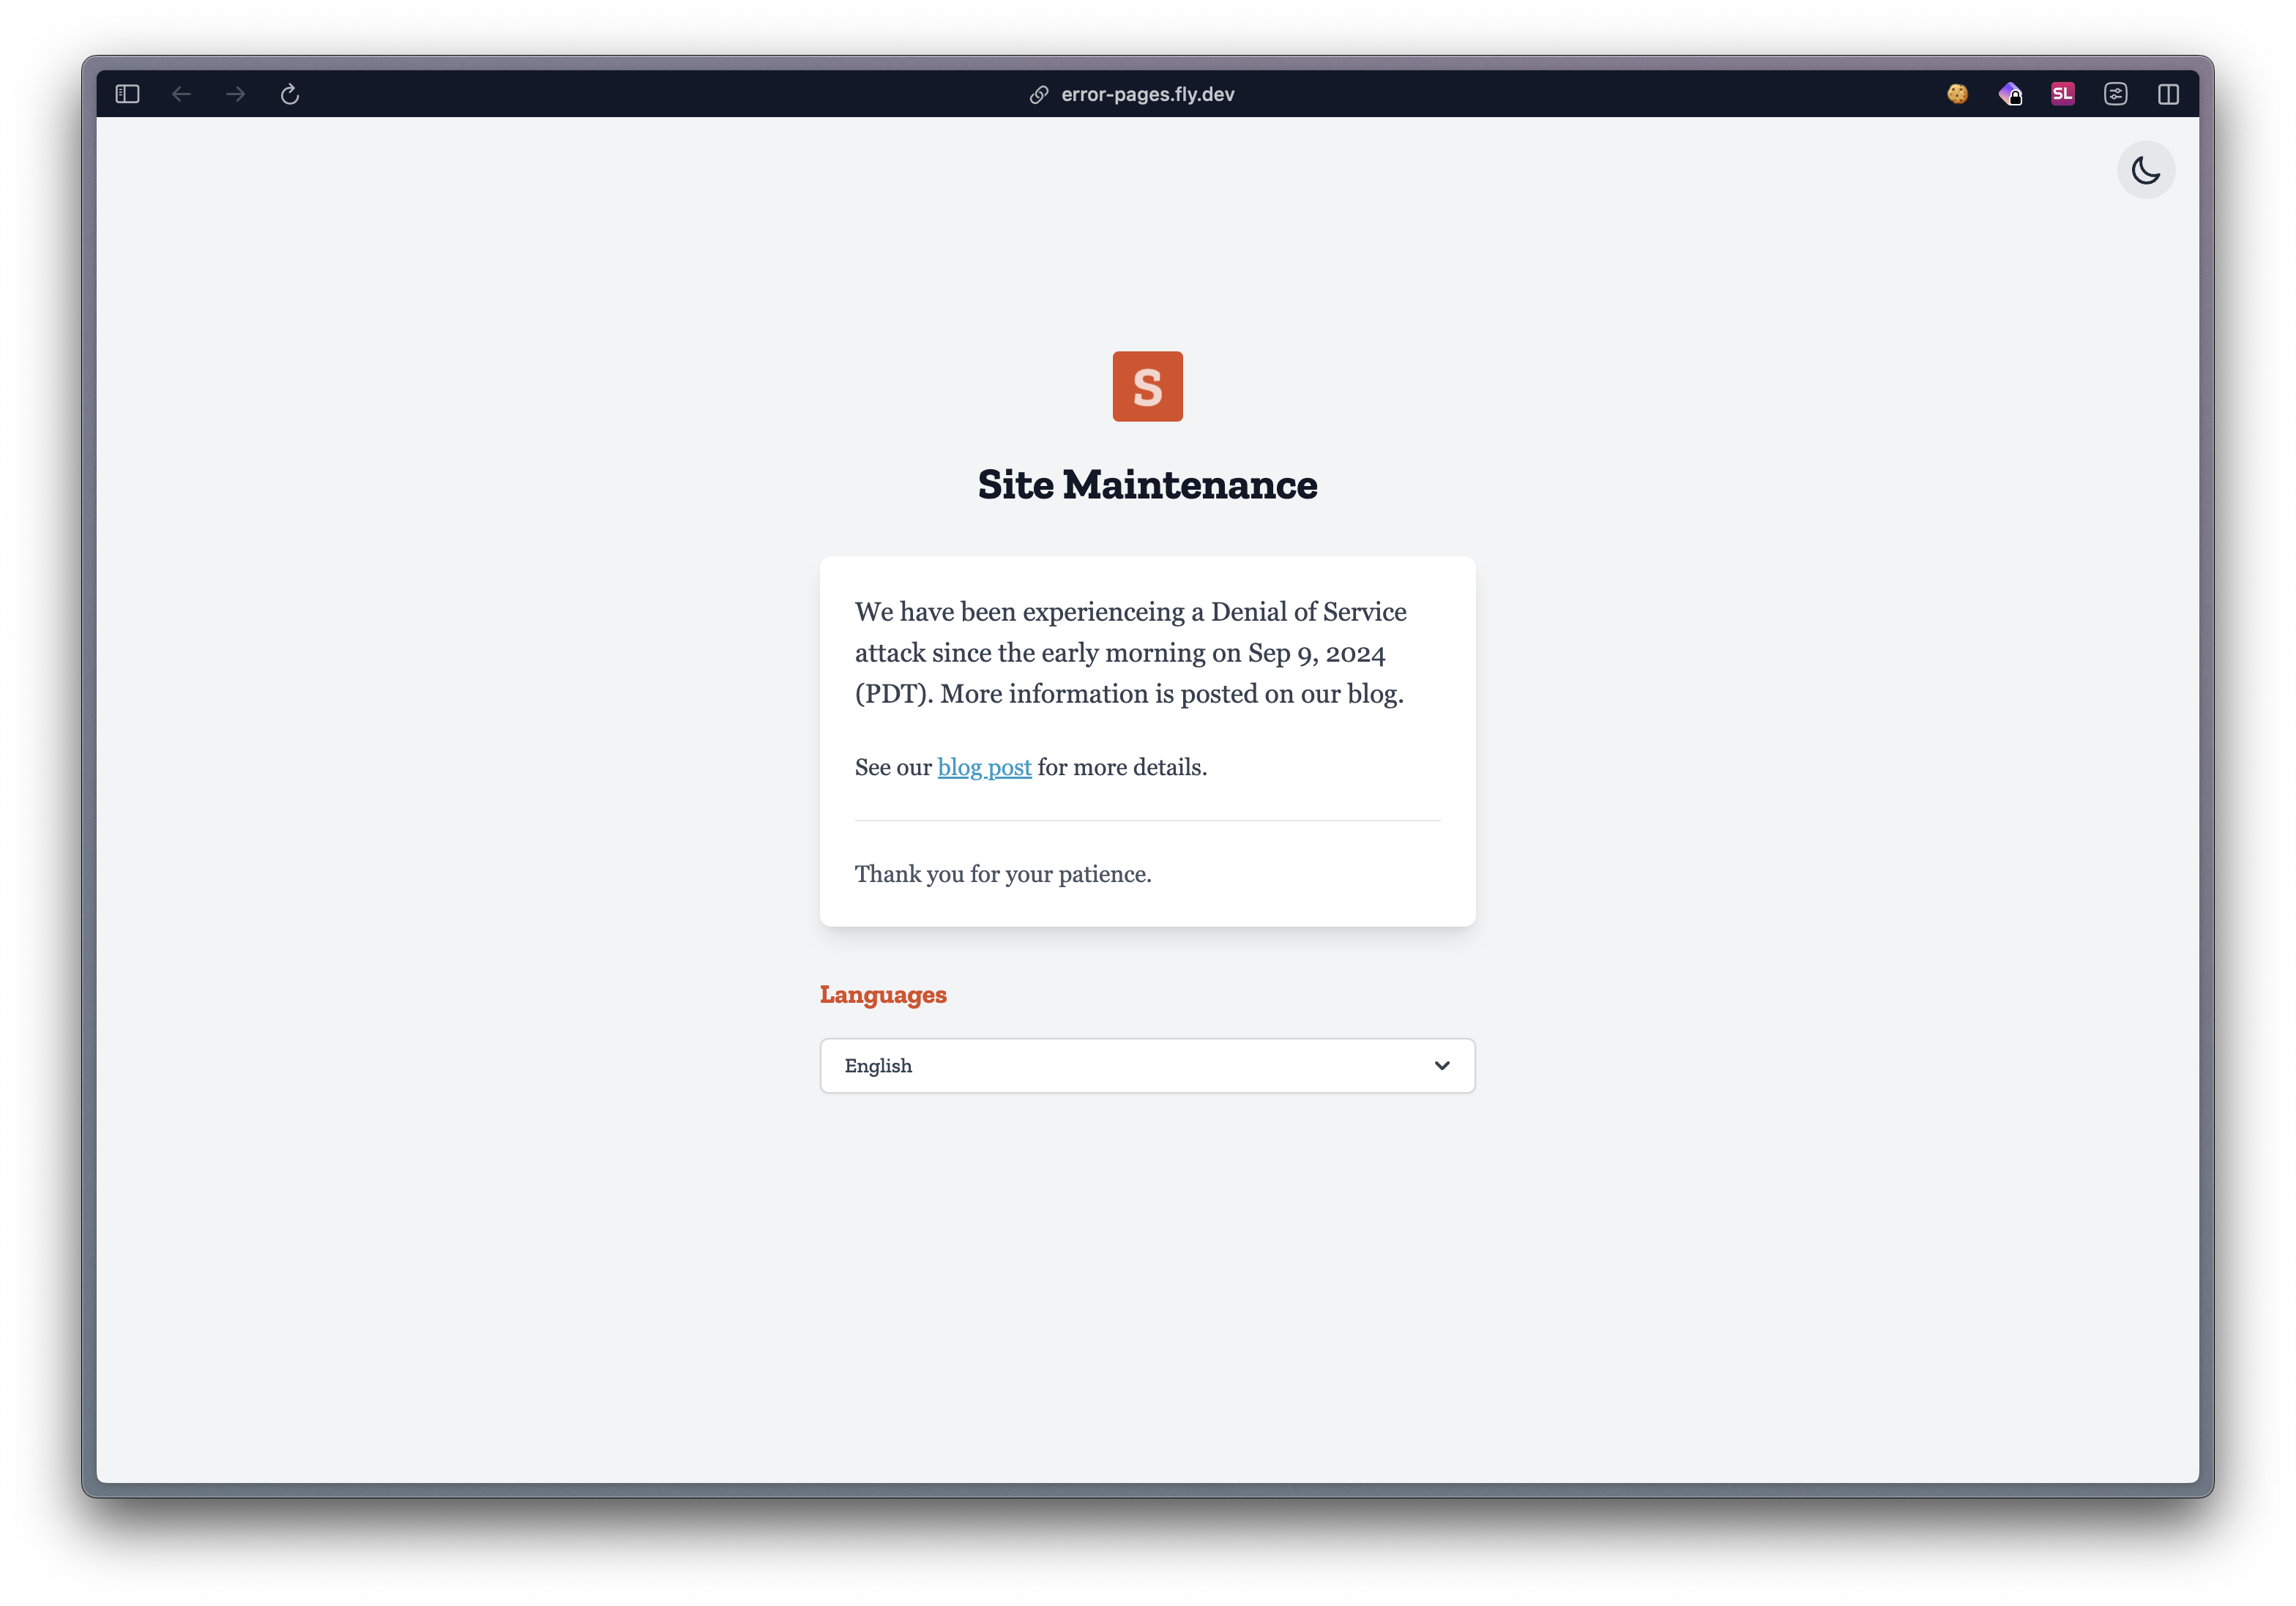 error-pages.fly.dev
SL
S
Site Maintenance
We have been experienceing a Denial of Service
attack since the early morning on Sep 9, 2024
(PDT). More information is posted on our blog.
See our blog post for more details.
Thank you for your patience.
Languages
English